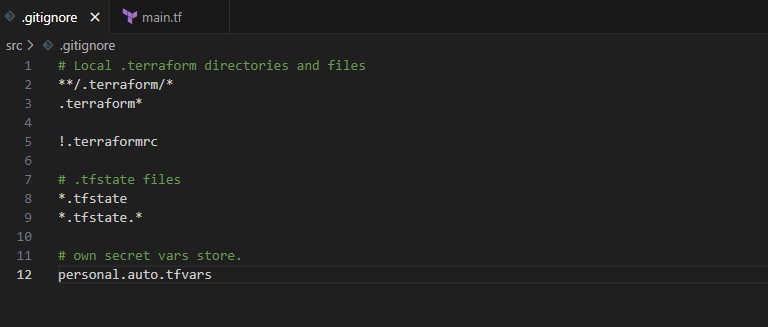 .gitignore
main.tf
src > .gitignore
1 # Local .terraform directories and files
2 **/.terraform/*
3 .terraform*
4
5 !.terraformrc
6
7 # .tfstate files
8 *.tfstate
9 *.tfstate.*
10
11 # own secret vars store.
12 personal.auto.tfvars